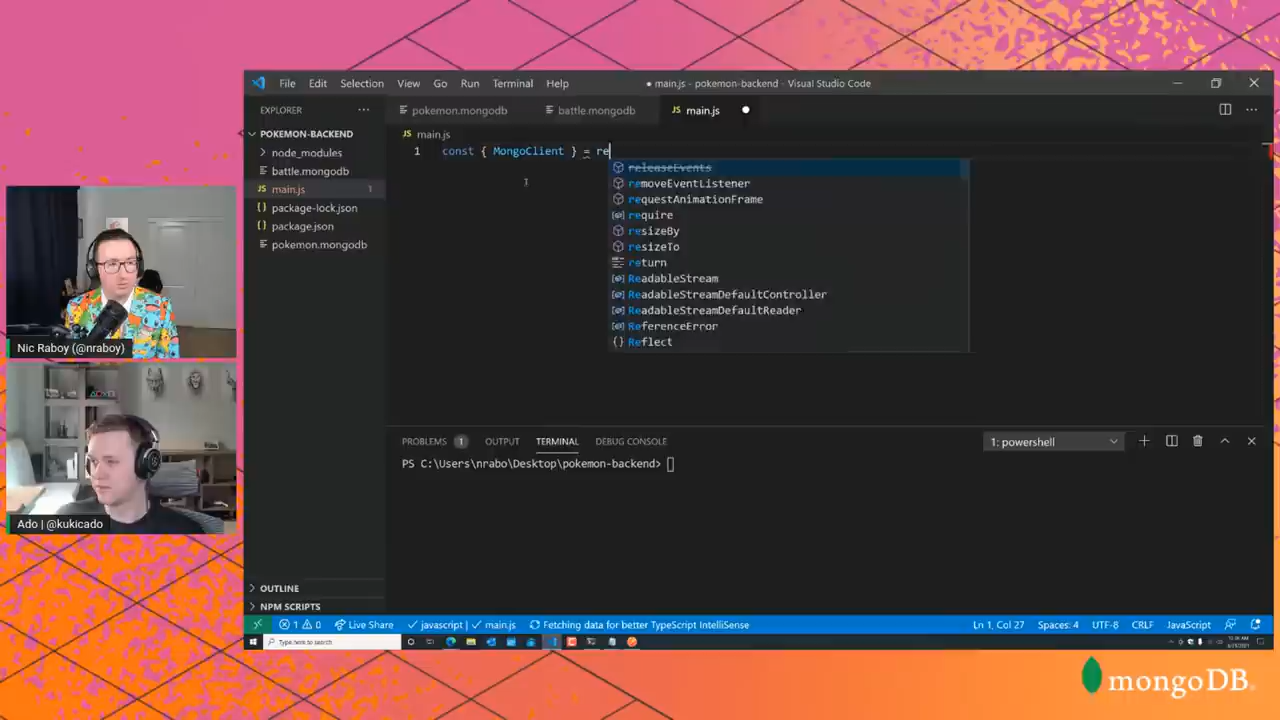 File Edit Selection View Go Run Terminal Help
● main.js - pokemon-backend - Visual Studio Code
EXPLORER
pokemon.mongodb
battle.mongodb
JS main.js
POKEMON-BACKEND
node_modules
battle.mongodb
JS main.js 1
{} package-lock.json
{} package.json
pokemon.mongodb
JS main.js
1 const { MongoClient } = re
releaseEvents
removeEventListener
requestAnimationFrame
require
resizeBy
resizeTo
return
ReadableStream
ReadableStreamDefaultController
ReadableStreamDefaultReader
ReferenceError
{} Reflect
Nic Raboy (@nraboy)
Ado | @kukicado
PROBLEMS 1 OUTPUT TERMINAL DEBUG CONSOLE
1: powershell
PS C:\Users\nrabo\Desktop\pokemon-backend>
OUTLINE
NPM SCRIPTS
1 0 Live Share javascript | main.js Fetching data for better TypeScript IntelliSense
Ln 1, Col 27 Spaces: 4 UTF-8 CRLF JavaScript
Type here to search
mongoDB